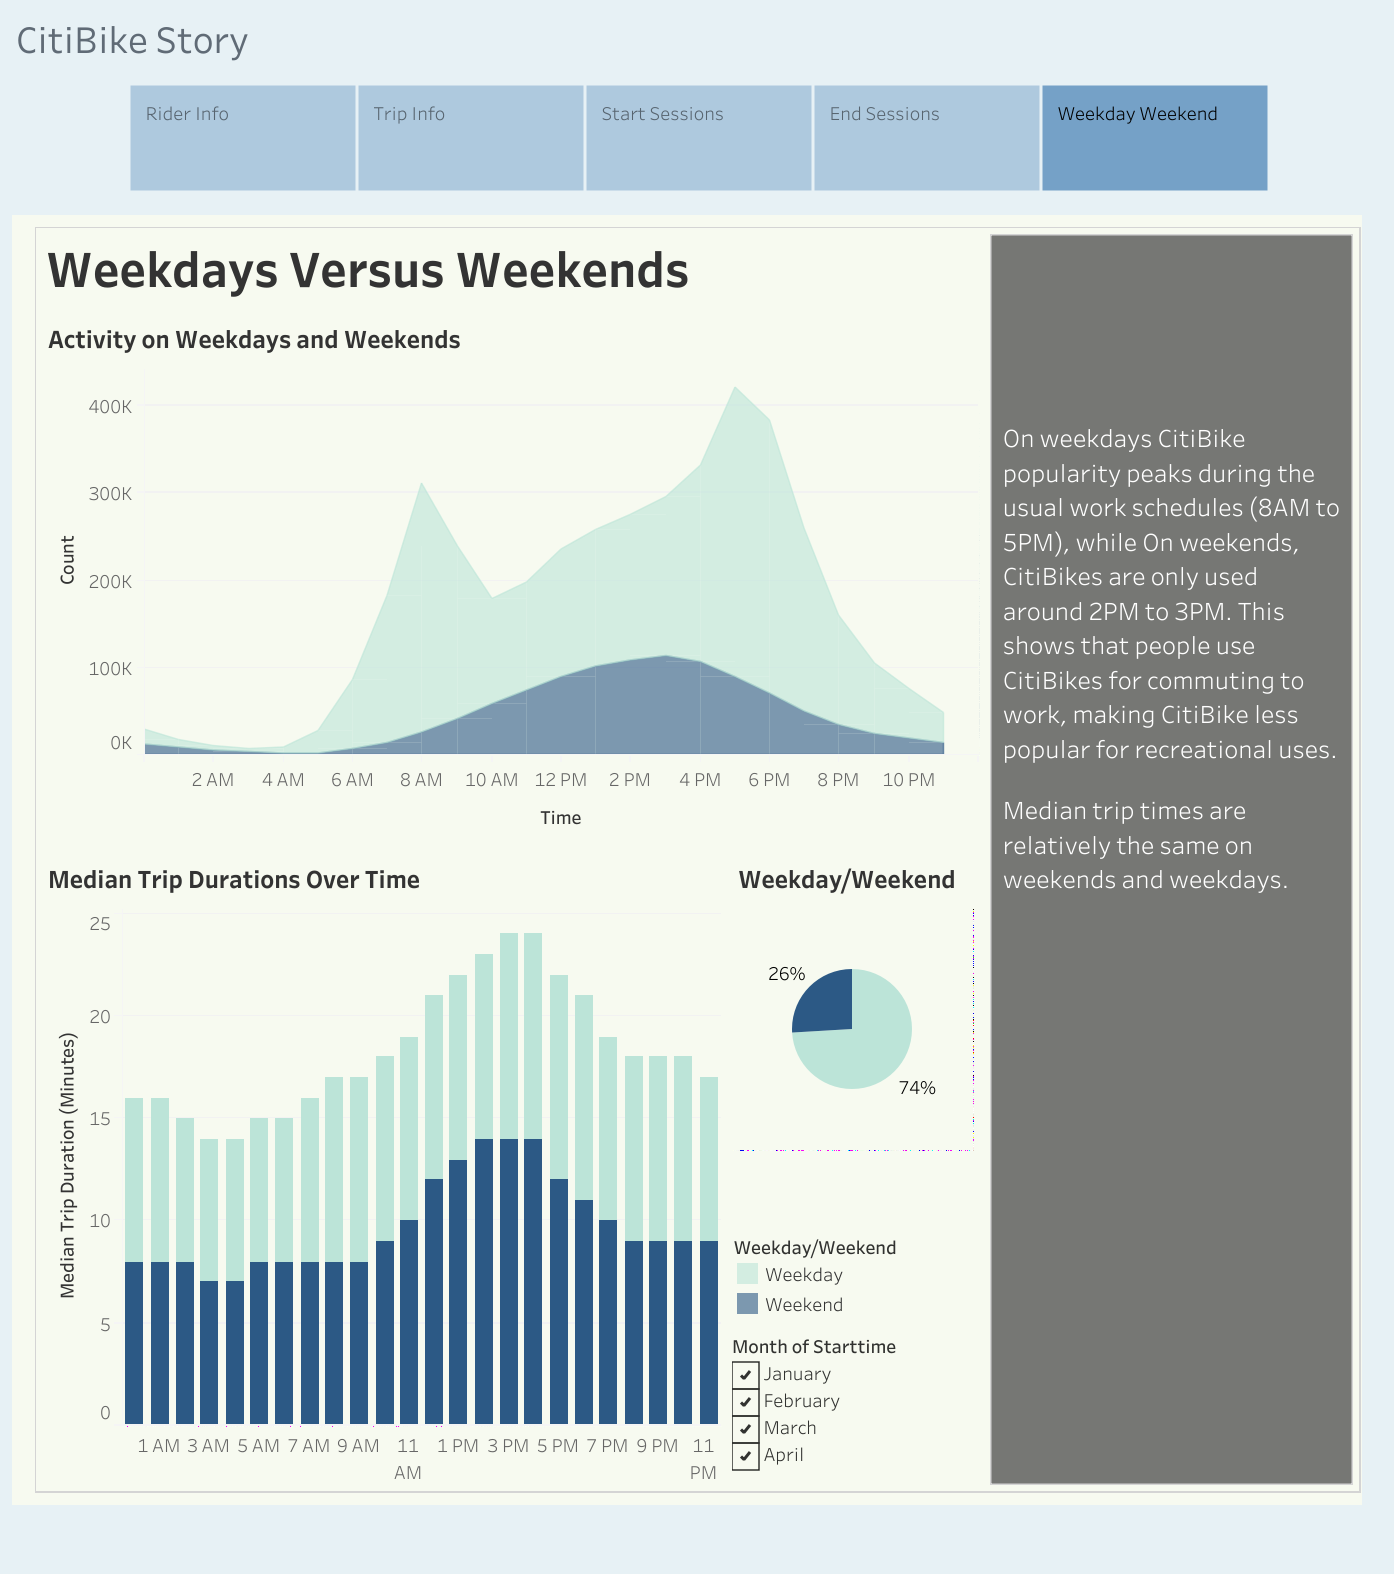 CitiBike Story
Rider Info
Trip Info
Start Sessions
End Sessions
Weekday Weekend
Weekdays Versus Weekends
Activity on Weekdays and Weekends
400K
300K
200K
100K
0K
Count
2 AM 4 AM 6 AM 8 AM 10 AM 12 PM 2 PM 4 PM 6 PM 8 PM 10 PM
Time
Median Trip Durations Over Time
25
20
15
10
5
0
Median Trip Duration (Minutes)
1 AM 3 AM 5 AM 7 AM 9 AM 11 1 PM 3 PM 5 PM 7 PM 9 PM 11
AM PM
Weekday/Weekend
26%
74%
Weekday/Weekend
Weekday
Weekend
Month of Starttime
January
February
March
April
On weekdays CitiBike
popularity peaks during the
usual work schedules (8AM to
5PM), while On weekends,
CitiBikes are only used
around 2PM to 3PM. This
shows that people use
CitiBikes for commuting to
work, making CitiBike less
popular for recreational uses.
Median trip times are
relatively the same on
weekends and weekdays.